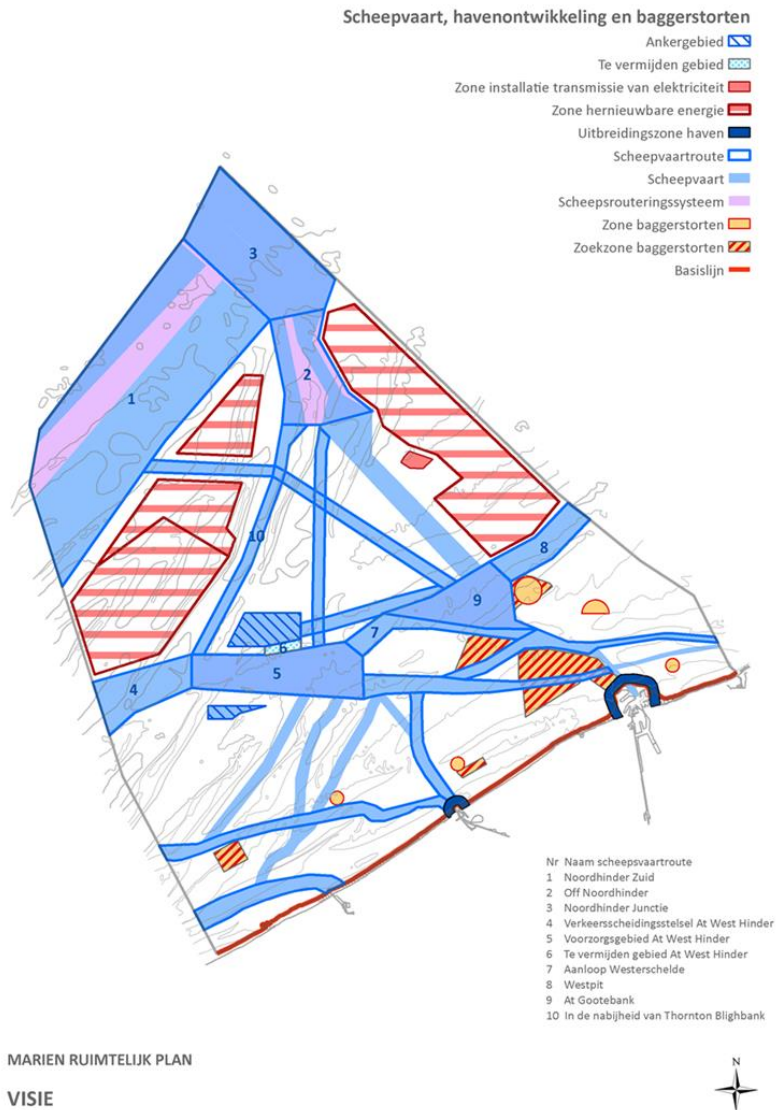 Scheepvaart, havenontwikkeling en baggerstorten
Ankergebied
Te vermijden gebied
Zone installatie transmissie van elektriciteit
Zone hernieuwbare energie
Uitbreidingszone haven
Scheepvaartroute
Scheepvaart
Scheepsrouteringssysteem
Zone baggerstorten
Zoekzone baggerstorten
Basislijn
3
2
1
10
8
9
7
6
5
4
Nr Naam scheepsvaartroute
1 Noordhinder Zuid
2 Off Noordhinder
3 Noordhinder Junctie
4 Verkeersscheidingsstelsel At West Hinder
5 Voorzorgsgebied At West Hinder
6 Te vermijden gebied At West Hinder
7 Aanloop Westerschelde
8 Westpit
9 At Gootebank
10 In de nabijheid van Thornton Blighbank
MARIEN RUIMTELIJK PLAN
VISIE
N